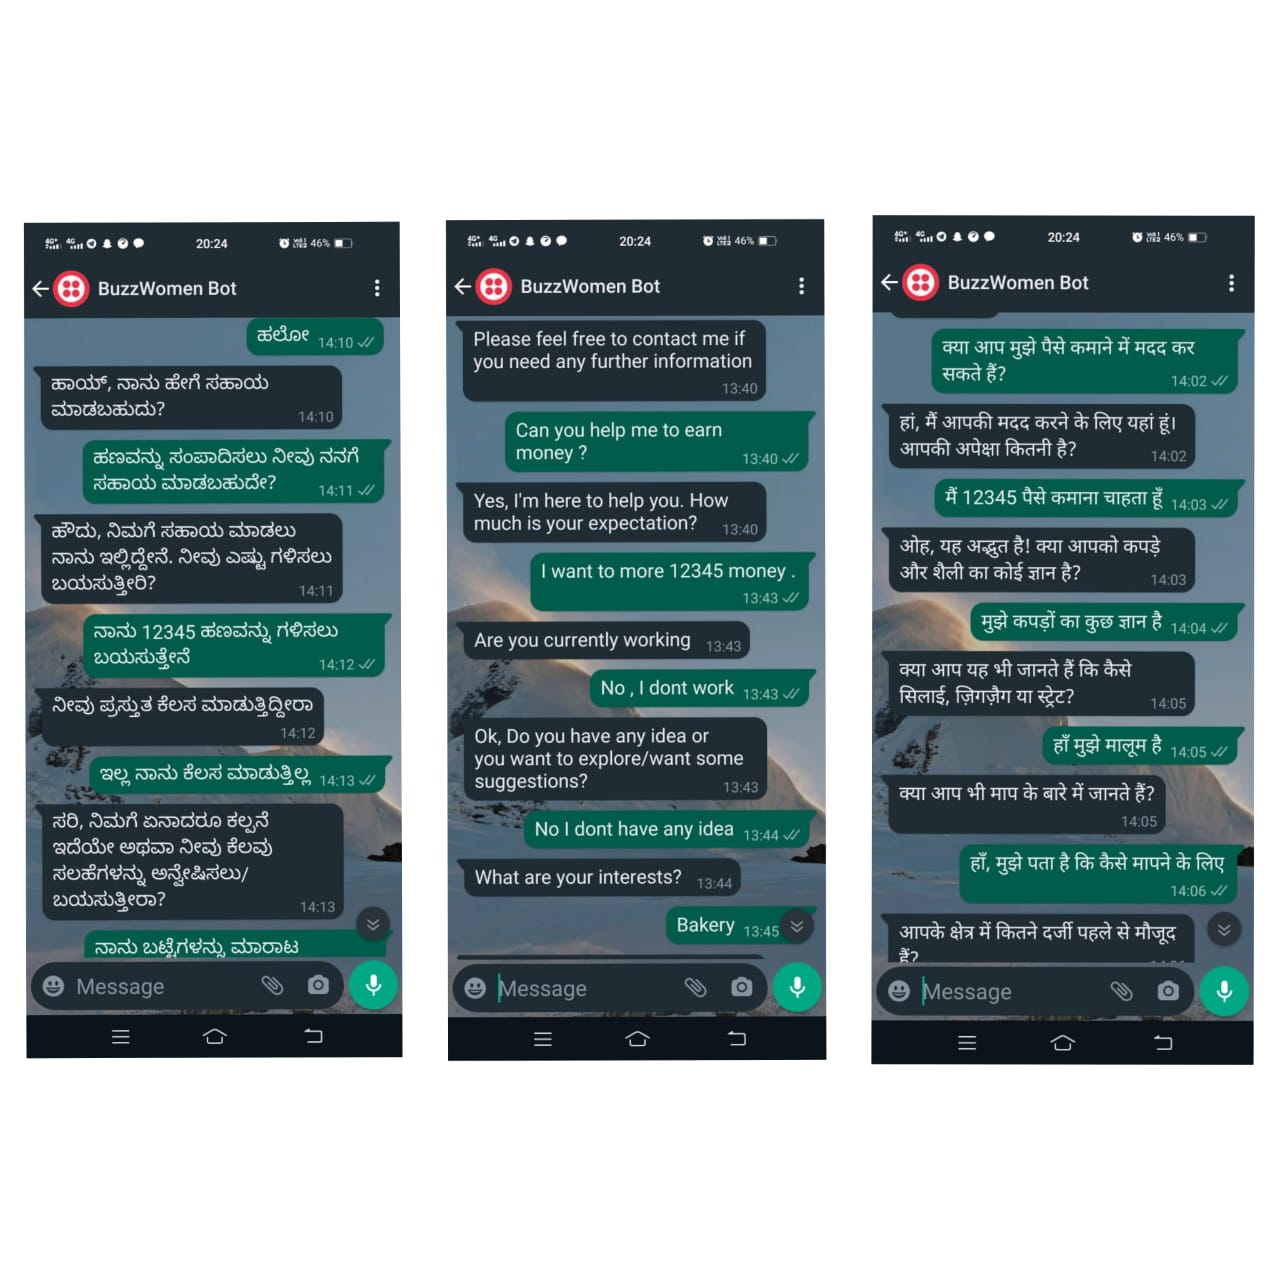 20:24
46%
BuzzWomen Bot
ಹಲೋ
14:10
ಹಾಯ್, ನಾನು ಹೇಗೆ ಸಹಾಯ
ಮಾಡಬಹುದು?
14:10
ಹಣವನ್ನು ಸಂಪಾದಿಸಲು ನೀವು ನನಗೆ
ಸಹಾಯ ಮಾಡಬಹುದೇ?
14:11
ಹೌದು, ನಿಮಗೆ ಸಹಾಯ ಮಾಡಲು
ನಾನು ಇಲ್ಲಿದ್ದೇನೆ. ನೀವು ಎಷ್ಟು ಗಳಿಸಲು
ಬಯಸುತ್ತೀರಿ?
14:11
ನಾನು 12345 ಹಣವನ್ನು ಗಳಿಸಲು
ಬಯಸುತ್ತೇನೆ
14:12
ನೀವು ಪ್ರಸ್ತುತ ಕೆಲಸ ಮಾಡುತ್ತಿದ್ದೀರಾ
14:12
ಇಲ್ಲ ನಾನು ಕೆಲಸ ಮಾಡುತ್ತಿಲ್ಲ
14:13
ಸರಿ, ನಿಮಗೆ ಏನಾದರೂ ಕಲ್ಪನೆ
ಇದೆಯೇ ಅಥವಾ ನೀವು ಕೆಲವು
ಸಲಹೆಗಳನ್ನು ಅನ್ವೇಷಿಸಲು/
ಬಯಸುತ್ತೀರಾ?
14:13
ನಾನು ಬಟ್ಟೆಗಳನ್ನು ಮಾರಾಟ
Message
20:24
46%
BuzzWomen Bot
Please feel free to contact me if
you need any further information
13:40
Can you help me to earn
money ?
13:40
Yes, I'm here to help you. How
much is your expectation?
13:40
I want to more 12345 money .
13:43
Are you currently working
13:43
No , I dont work
13:43
Ok, Do you have any idea or
you want to explore/want some
suggestions?
13:43
No I dont have any idea
13:44
What are your interests?
13:44
Bakery
13:45
Message
20:24
46%
BuzzWomen Bot
क्या आप मुझे पैसे कमाने में मदद कर
सकते हैं?
14:02
हां, मैं आपकी मदद करने के लिए यहां हूं।
आपकी अपेक्षा कितनी है?
14:02
मैं 12345 पैसे कमाना चाहता हूँ
14:03
ओह, यह अद्भुत है! क्या आपको कपड़े
और शैली का कोई ज्ञान है?
14:03
मुझे कपड़ों का कुछ ज्ञान है
14:04
क्या आप यह भी जानते हैं कि कैसे
सिलाई, ज़िगज़ैग या स्ट्रेट?
14:05
हाँ मुझे मालूम है
14:05
क्या आप भी माप के बारे में जानते हैं?
14:05
हाँ, मुझे पता है कि कैसे मापने के लिए
14:06
आपके क्षेत्र में कितने दर्जी पहले से मौजूद
हैं?
Message